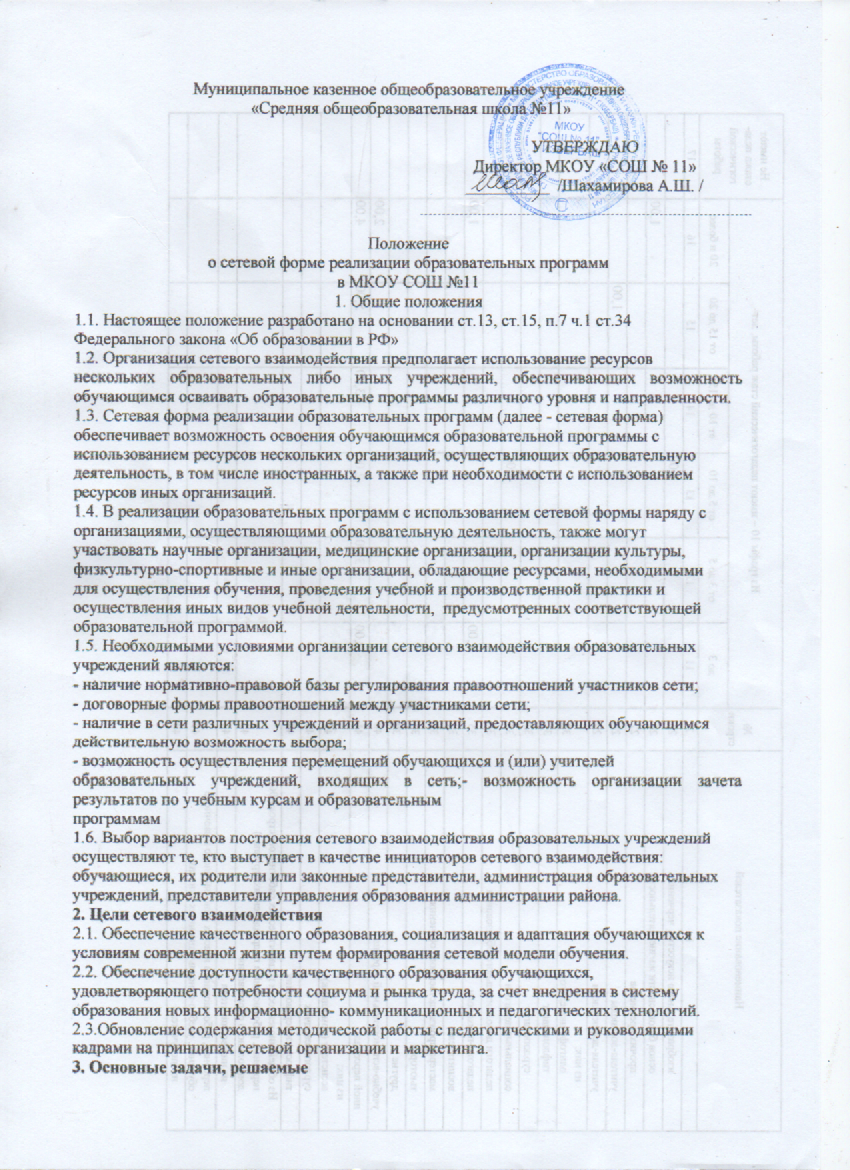 Муниципальное казенное общеобразовательное учреждение
«Средняя общеобразовательная школа №11»
МКОУ
УТВЕРЖДАЮ
Директор МКОУ «СОШ № 11»
/Шахамирова А.Ш. /
Положение
о сетевой форме реализации образовательных программ
в МКОУ СОШ №11
1. Общие положения
1.1. Настоящее положение разработано на основании ст.13, ст.15, п.7 ч.1 ст.34
Федерального закона «Об образовании в РФ»
1.2. Организация сетевого взаимодействия предполагает использование ресурсов
нескольких образовательных либо иных учреждений, обеспечивающих возможность
обучающимся осваивать образовательные программы различного уровня и направленности.
1.3. Сетевая форма реализации образовательных программ (далее - сетевая форма)
обеспечивает возможность освоения обучающимся образовательной программы с
использованием ресурсов нескольких организаций, осуществляющих образовательную
деятельность, в том числе иностранных, а также при необходимости с использованием
ресурсов иных организаций.
1.4. В реализации образовательных программ с использованием сетевой формы наряду с
организациями, осуществляющими образовательную деятельность, также могут
участвовать научные организации, медицинские организации, организации культуры,
физкультурно-спортивные и иные организации, обладающие ресурсами, необходимыми
для осуществления обучения, проведения учебной и производственной практики и
осуществления иных видов учебной деятельности, предусмотренных соответствующей
образовательной программой.
1.5. Необходимыми условиями организации сетевого взаимодействия образовательных
учреждений являются:
- наличие нормативно-правовой базы регулирования правоотношений участников сети;
- договорные формы правоотношений между участниками сети;
- наличие в сети различных учреждений и организаций, предоставляющих обучающимся
действительную возможность выбора;
- возможность осуществления перемещений обучающихся и (или) учителей
образовательных учреждений, входящих в сеть;- возможность организации зачета
результатов по учебным курсам и образовательным
программам
1.6. Выбор вариантов построения сетевого взаимодействия образовательных учреждений
осуществляют те, кто выступает в качестве инициаторов сетевого взаимодействия:
обучающиеся, их родители или законные представители, администрация образовательных
учреждений, представители управления образования администрации района.
2. Цели сетевого взаимодействия
2.1. Обеспечение качественного образования, социализация и адаптация обучающихся к
условиям современной жизни путем формирования сетевой модели обучения.
2.2. Обеспечение доступности качественного образования обучающихся,
удовлетворяющего потребности социума и рынка труда, за счет внедрения в систему
образования новых информационно- коммуникационных и педагогических технологий.
2.3.Обновление содержания методической работы с педагогическими и руководящими
кадрами на принципах сетевой организации и маркетинга.
3. Основные задачи, решаемые